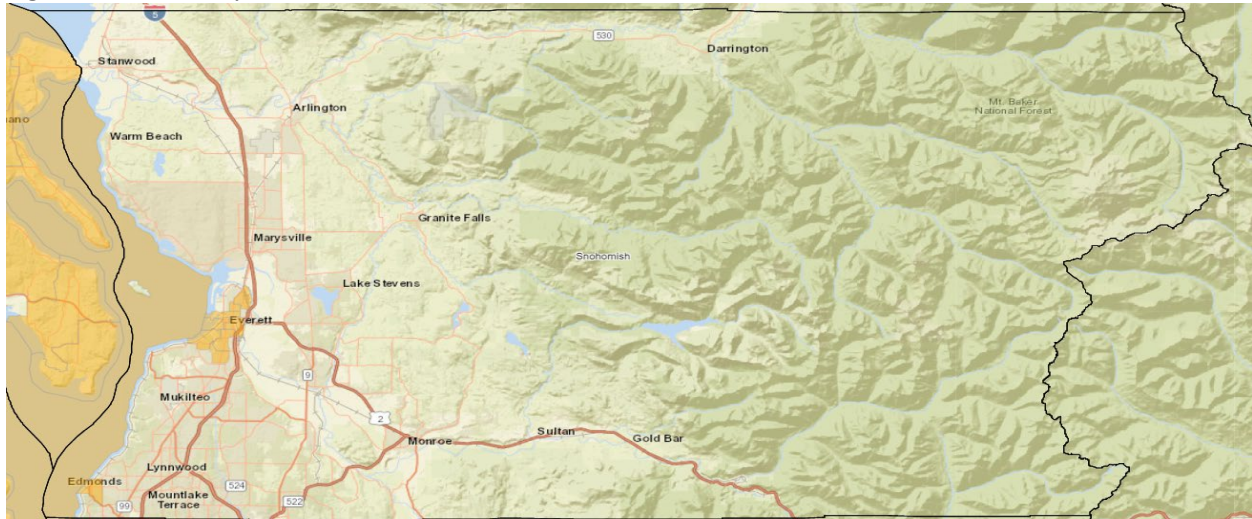 5
530
Darrington
Stanwood
Arlington
Mt. Baker
National Forest
ano
Warm Beach
Granite Falls
Marysville
Snohomish
Lake Stevens
Everett
9
Mukilteo
2
Sultan
Gold Bar
Monroe
Lynnwood
Edmonds
524
Mountlake
Terrace
522
99